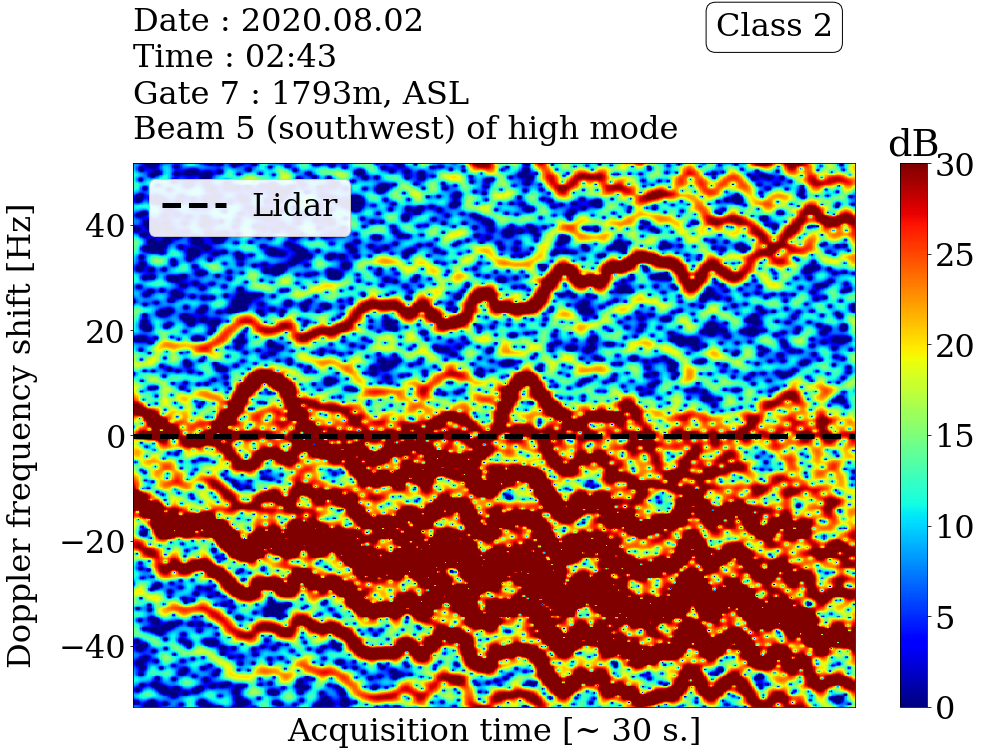 Date : 2020.08.02
Time : 02:43
Gate 7 : 1793m, ASL
Beam 5 (southwest) of high mode
Class 2
dB
Lidar
Doppler frequency shift [Hz]
40
20
0
−20
−40
Acquisition time [~ 30 s.]
30
25
20
15
10
5
0